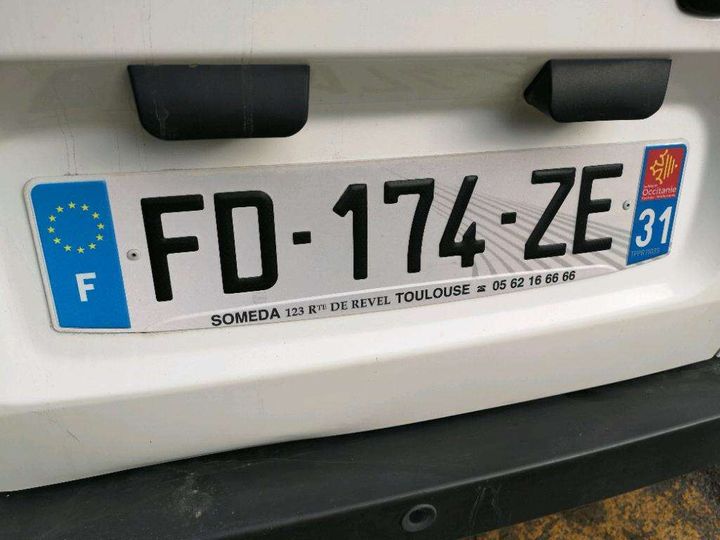 F
FD-174-ZE
Occitanie
31
SOMEDA 123 RTE DE REVEL TOULOUSE ☎ 05 62 16 66 66